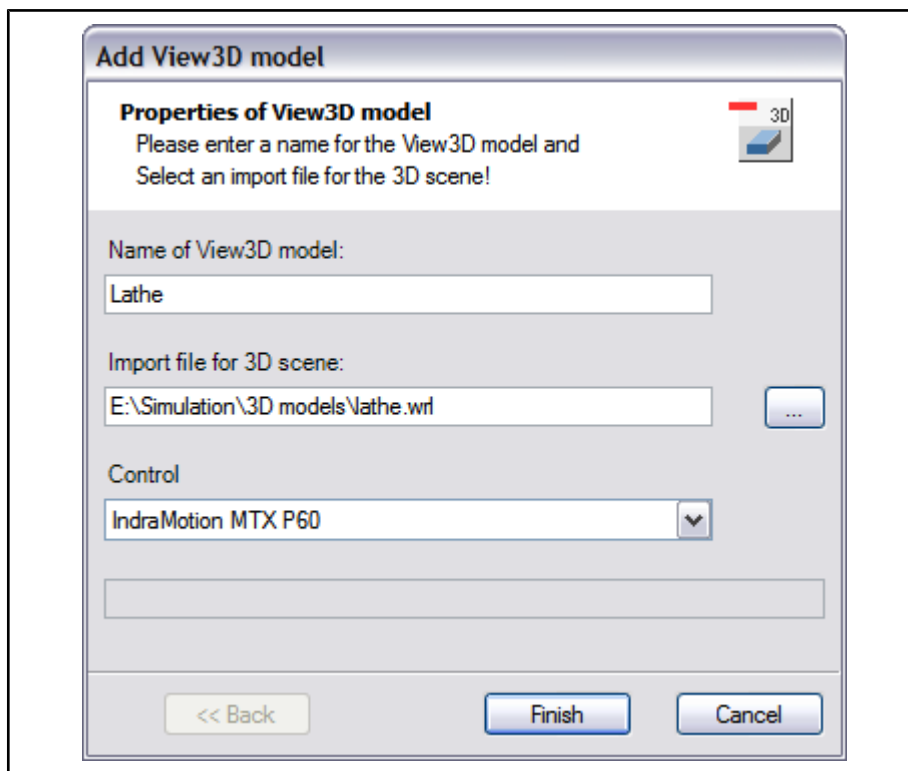 Add View3D model
Properties of View3D model
Please enter a name for the View3D model and
Select an import file for the 3D scene!
3D
Name of View3D model:
Lathe
Import file for 3D scene:
E:\Simulation\3D models\lathe.wrl
...
Control
IndraMotion MTX P60
<< Back
Finish
Cancel